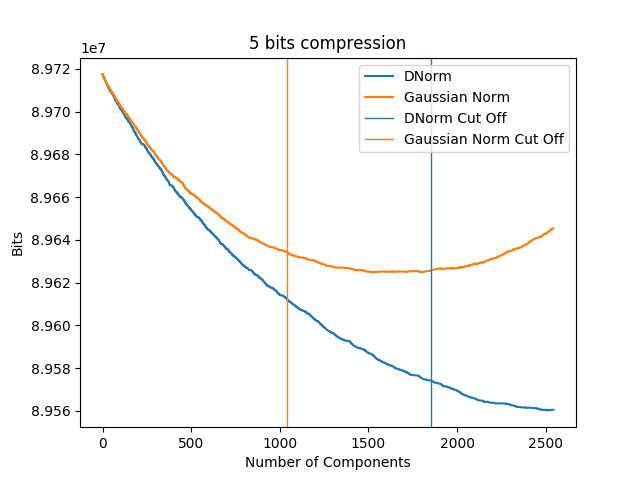 5 bits compression
1e7
8.972
8.970
8.968
8.966
8.964
8.962
8.960
8.958
8.956
Bits
DNorm
Gaussian Norm
DNorm Cut Off
Gaussian Norm Cut Off
0 500 1000 1500 2000 2500
Number of Components